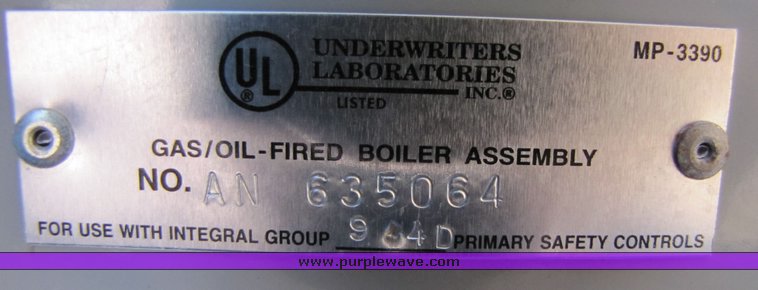 UL ®
UNDERWRITERS
LABORATORIES
INC.®
LISTED
MP-3390
GAS/OIL-FIRED BOILER ASSEMBLY
NO. AN 635064
FOR USE WITH INTEGRAL GROUP PRIMARY SAFETY CONTROLS
www.purplewave.com